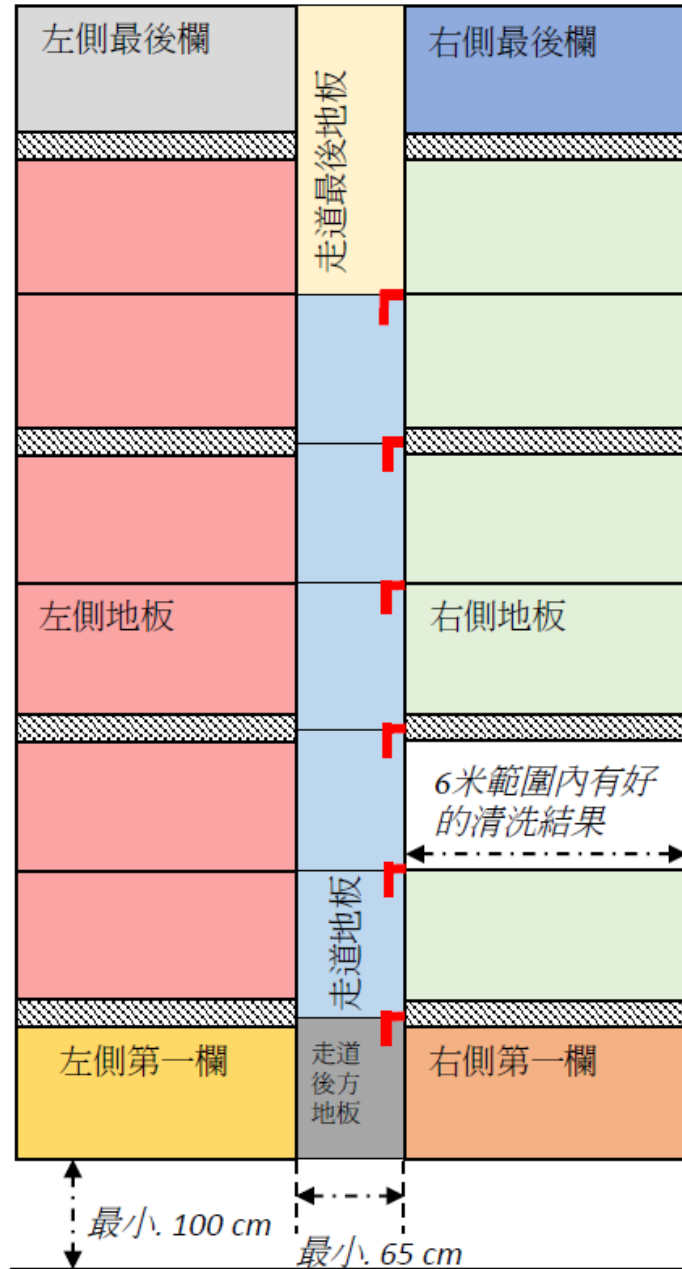 左側最後欄
走道最後地板
右側最後欄
左側地板
右側地板
6米範圍內有好
的清洗結果
走道地板
左側第一欄
走道
後方
地板
右側第一欄
最小. 100 cm
最小. 65 cm